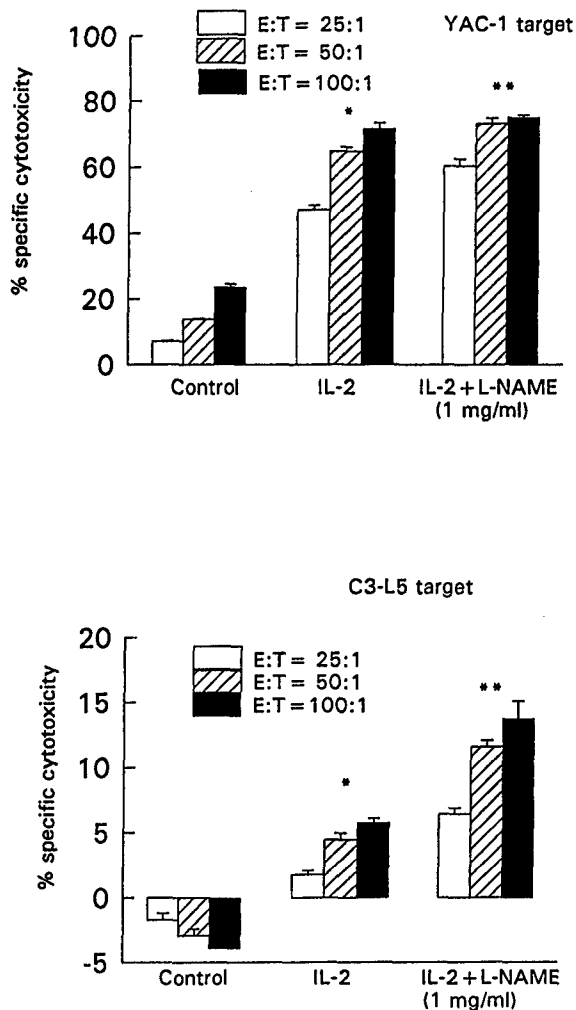 E:T = 25:1
E:T = 50:1
E:T = 100:1
YAC-1 target
% specific cytotoxicity
100
80
60
40
20
0
*
**
Control
IL-2
IL-2 + L-NAME
(1 mg/ml)
C3-L5 target
E:T = 25:1
E:T = 50:1
E:T = 100:1
% specific cytotoxicity
20
15
10
5
0
-5
*
**
Control
IL-2
IL-2 + L-NAME
(1 mg/ml)